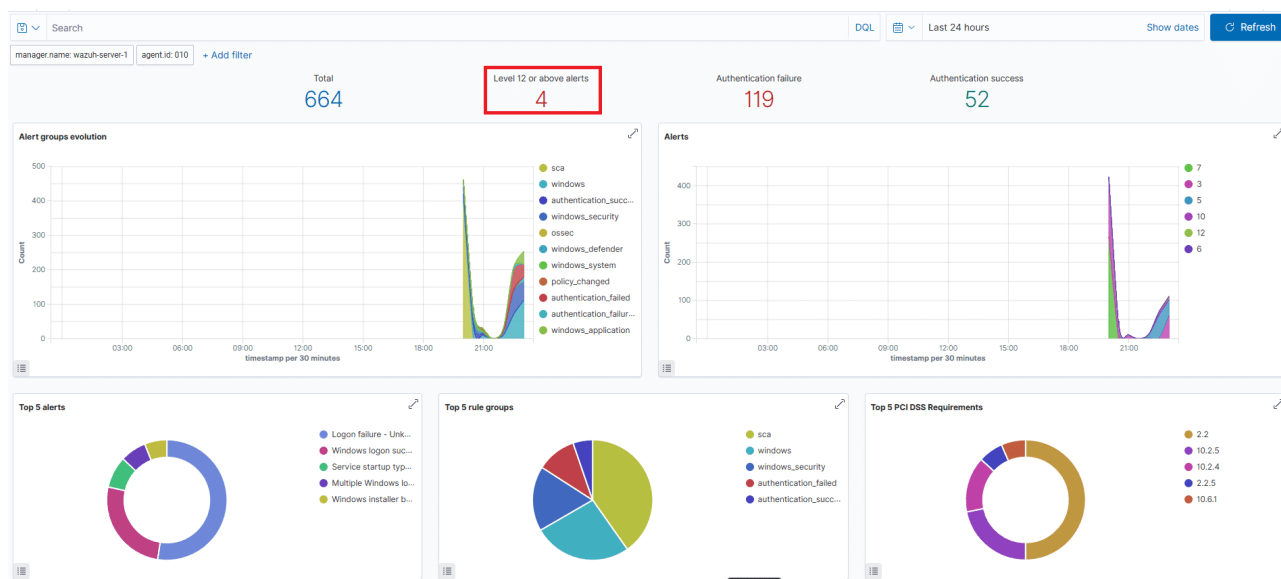 Search DQL Last 24 hours Show dates Refresh
manager.name: wazuh-server-1 agent.id: 010 + Add filter
Total Level 12 or above alerts Authentication failure Authentication success
664 4 119 52
Alert groups evolution
500
400
300
200
100
0
Count
03:00 06:00 09:00 12:00 15:00 18:00 21:00
timestamp per 30 minutes
sca
windows
authentication_succ...
windows_security
ossec
windows_defender
windows_system
policy_changed
authentication_failed
authentication_failur...
windows_application
Alerts
400
300
200
100
0
Count
03:00 06:00 09:00 12:00 15:00 18:00 21:00
timestamp per 30 minutes
7
3
5
10
12
6
Top 5 alerts
Logon failure - Unk...
Windows logon suc...
Service startup typ...
Multiple Windows lo...
Windows installer b...
Top 5 rule groups
sca
windows
windows_security
authentication_failed
authentication_succ...
Top 5 PCI DSS Requirements
2.2
10.2.5
10.2.4
2.2.5
10.6.1